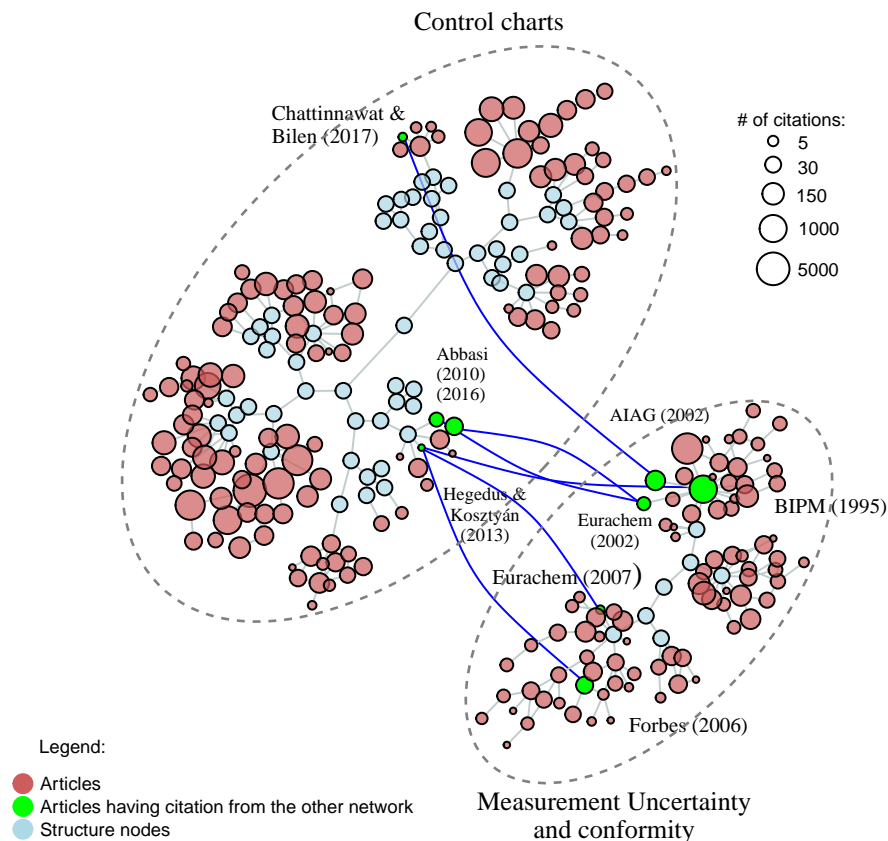 Control charts
Chattinnawat &
Bilen (2017)
# of citations:
5
30
150
1000
5000
Abbasi
(2010)
(2016)
AIAG (2002)
BIPM (1995)
Hegedus &
Kosztyán
(2013)
Eurachem
(2002)
Eurachem (2007)
Forbes (2006)
Legend:
Articles
Articles having citation from the other network
Structure nodes
Measurement Uncertainty
and conformity